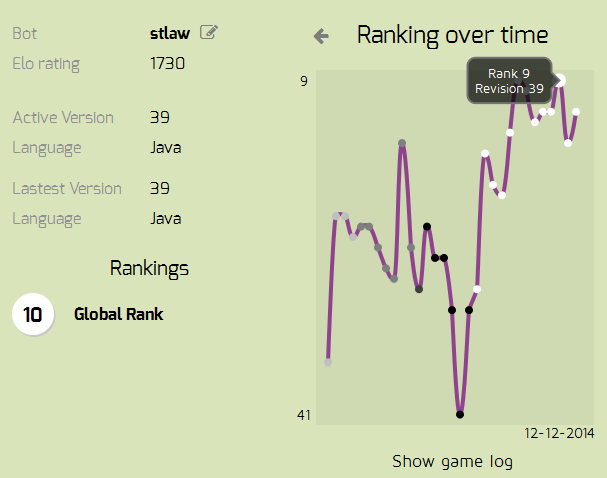 Bot stlaw
Elo rating 1730
Active Version 39
Language Java
Lastest Version 39
Language Java
Rankings
10 Global Rank
Ranking over time
Rank 9
Revision 39
9
41
12-12-2014
Show game log